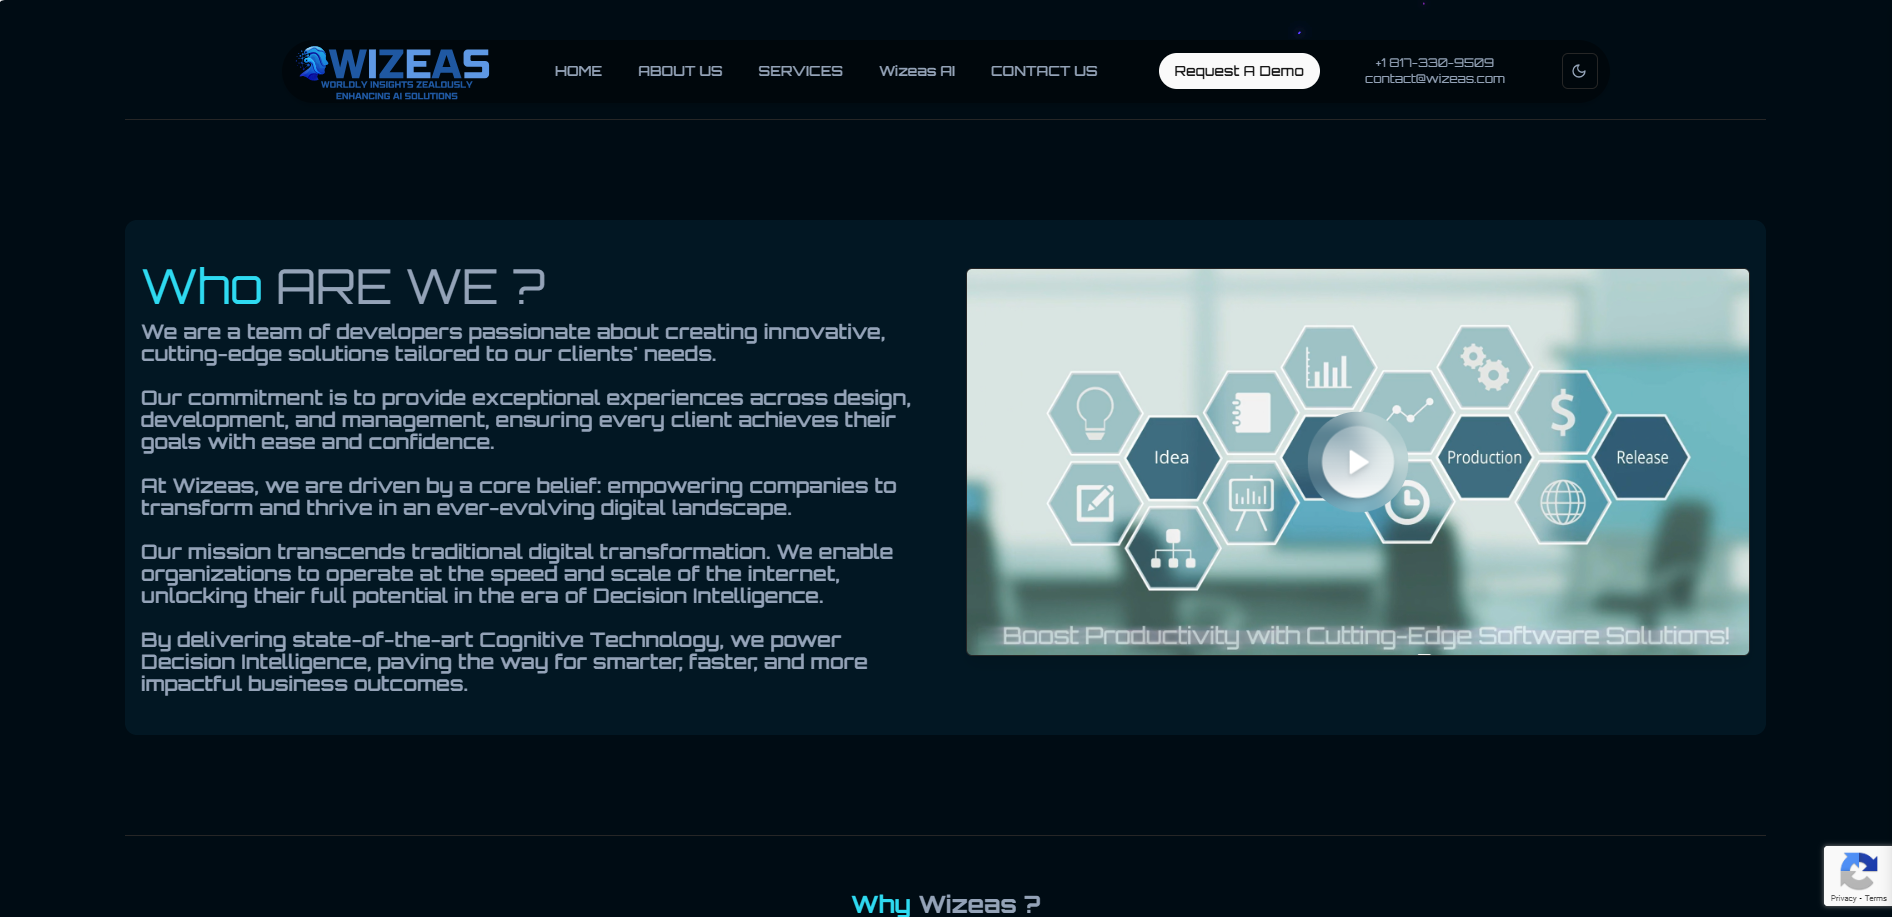 WIZEAS
WORLDLY INSIGHTS ZEALOUSLY
ENHANCING AI SOLUTIONS
HOME
ABOUT US
SERVICES
Wizeas AI
CONTACT US
Request A Demo
+1 817-330-9509
contact@wizeas.com
Who ARE WE ?
We are a team of developers passionate about creating innovative,
cutting-edge solutions tailored to our clients' needs.
Our commitment is to provide exceptional experiences across design,
development, and management, ensuring every client achieves their
goals with ease and confidence.
At Wizeas, we are driven by a core belief: empowering companies to
transform and thrive in an ever-evolving digital landscape.
Our mission transcends traditional digital transformation. We enable
organizations to operate at the speed and scale of the internet,
unlocking their full potential in the era of Decision Intelligence.
By delivering state-of-the-art Cognitive Technology, we power
Decision Intelligence, paving the way for smarter, faster, and more
impactful business outcomes.
Idea
Production
Release
Boost Productivity with Cutting-Edge Software Solutions!
Why Wizeas ?
Privacy - Terms